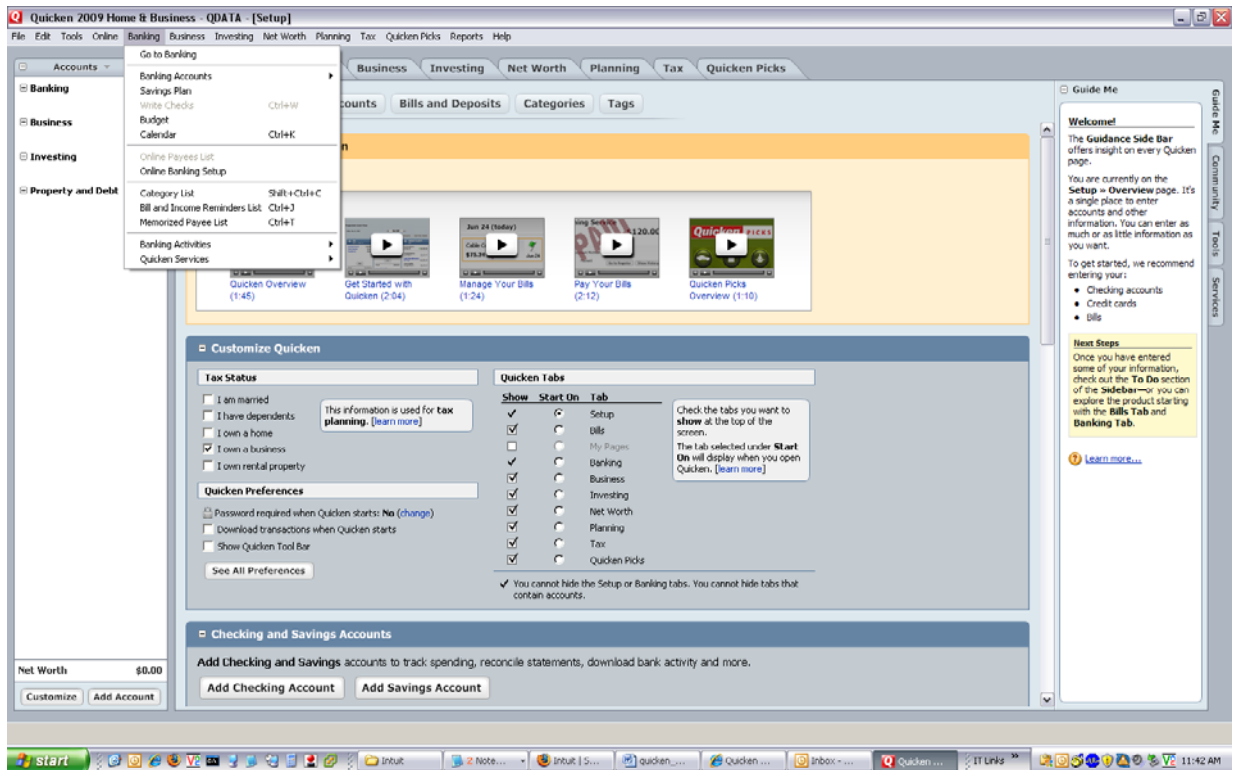 Quicken 2009 Home & Business - QDATA - [Setup]
File Edit Tools Online Banking Business Investing Net Worth Planning Tax Quicken Picks Reports Help
Accounts
Banking
Business
Investing
Property and Debt
Go to Banking
Banking Accounts
Savings Plan
Write Checks Ctrl+W
Budget
Calendar Ctrl+K
Online Payees List
Online Banking Setup
Category List Shift+Ctrl+C
Bill and Income Reminders List Ctrl+J
Memorized Payee List Ctrl+T
Banking Activities
Quicken Services
Business Investing Net Worth Planning Tax Quicken Picks
counts Bills and Deposits Categories Tags
n
Jun 24 (today)
$120.00
Quicken PICKS
Quicken Overview
(1:45)
Get Started with
Quicken (2:04)
Manage Your Bills
(1:24)
Pay Your Bills
(2:12)
Quicken Picks
Overview (1:10)
Customize Quicken
Tax Status
I am married
I have dependents
I own a home
I own a business
I own rental property
This information is used for tax
planning. [learn more]
Quicken Preferences
Password required when Quicken starts: No (change)
Download transactions when Quicken starts
Show Quicken Tool Bar
See All Preferences
Quicken Tabs
Show Start On Tab
Setup
Bills
My Pages
Banking
Business
Investing
Net Worth
Planning
Tax
Quicken Picks
Check the tabs you want to
show at the top of the
screen.
The tab selected under Start
On will display when you open
Quicken. [learn more]
You cannot hide the Setup or Banking tabs. You cannot hide tabs that
contain accounts.
Checking and Savings Accounts
Add Checking and Savings accounts to track spending, reconcile statements, download bank activity and more.
Add Checking Account Add Savings Account
Net Worth $0.00
Customize Add Account
Guide Me
Welcome!
The Guidance Side Bar
offers insight on every Quicken
page.
You are currently on the
Setup » Overview page. It's
a single place to enter
accounts and other
information. You can enter as
much or as little information as
you want.
To get started, we recommend
entering your:
• Checking accounts
• Credit cards
• Bills
Next Steps
Once you have entered
some of your information,
check out the To Do section
of the Sidebar—or you can
explore the product starting
with the Bills Tab and
Banking Tab.
Learn more...
Guide Me
Community
Tools
Services
start
Intuit
2 Note...
Intuit | S...
quicken_...
Quicken ...
Inbox - ...
Quicken ...
IT Links
11:42 AM